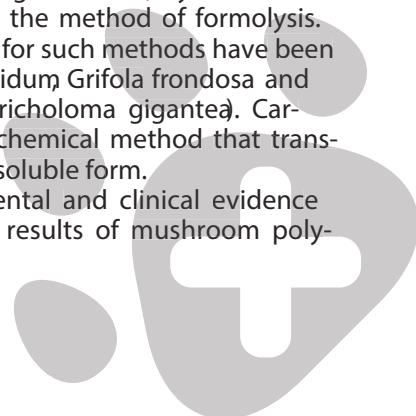 the method of formolysis.
for such methods have been
idum, Grifola frondosa and
richoloma gigantea). Car-
chemical method that trans-
soluble form.
ental and clinical evidence
results of mushroom poly-